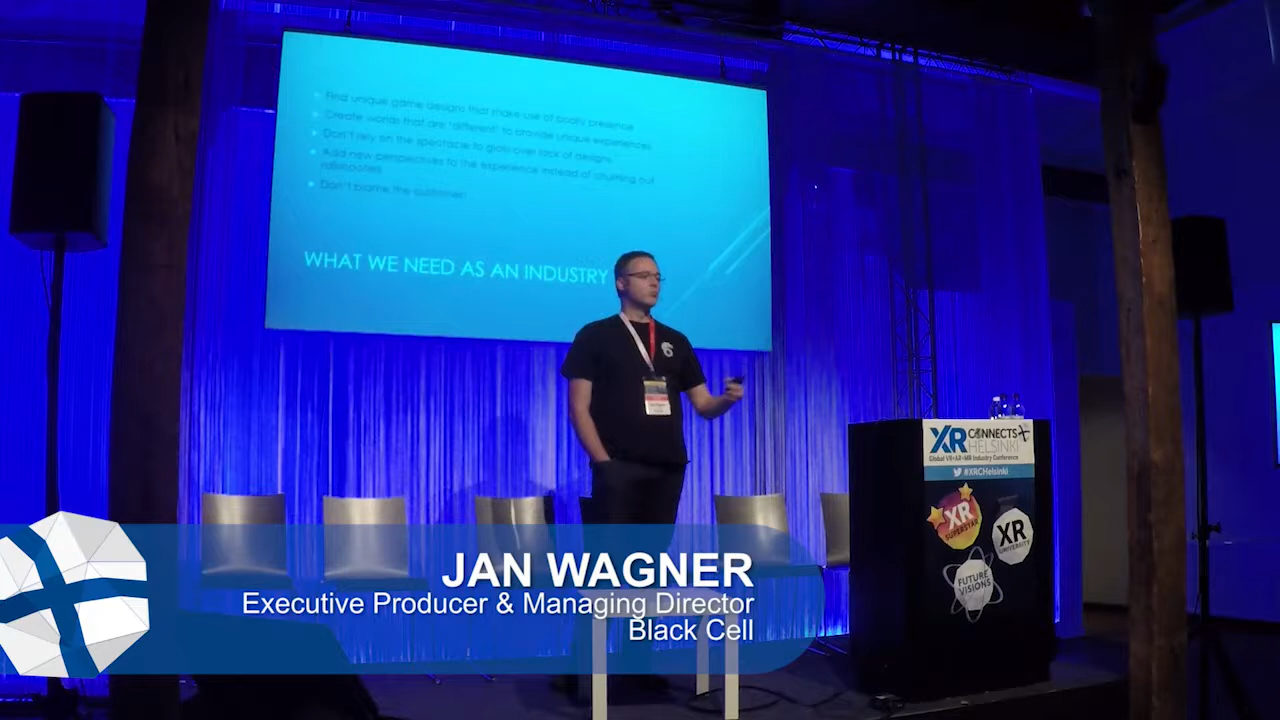 Find unique game designs that make use of bodily presence
Create worlds that are "different" to provide unique experiences
Don't rely on the spectacle to gloss over lack of designs
Add new perspectives to the experience instead of churning out
Don't blame the customer
WHAT WE NEED AS AN INDUSTRY
XR CONNECTS
HELSINKI
Global VR+AR+MR Industry Conference
#XRCHelsinki
XR
SUPERSTAR
XR
UNIVERSITY
FUTURE
VISIONS
JAN WAGNER
Executive Producer & Managing Director
Black Cell